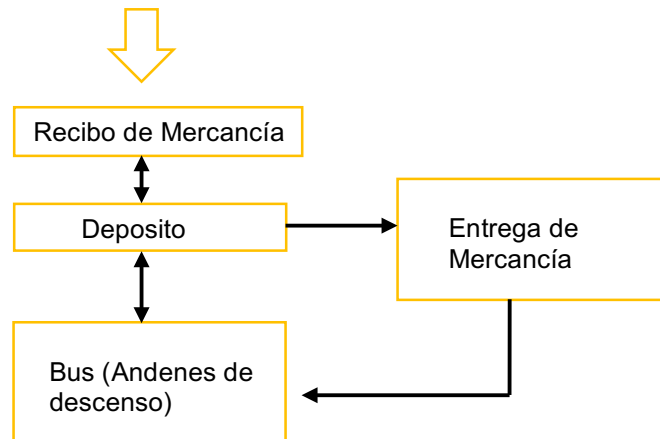 Recibo de Mercancía
Deposito
Entrega de
Mercancía
Bus (Andenes de
descenso)